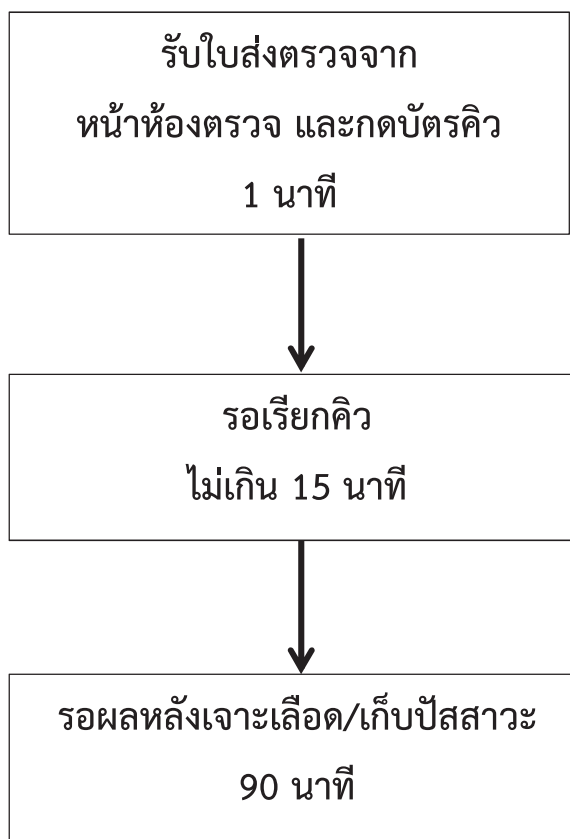 รับใบส่งตรวจจาก
หน้าห้องตรวจ และกดบัตรคิว
1 นาที
รอเรียกคิว
ไม่เกิน 15 นาที
รอผลหลังเจาะเลือด/เก็บปัสสาวะ
90 นาที